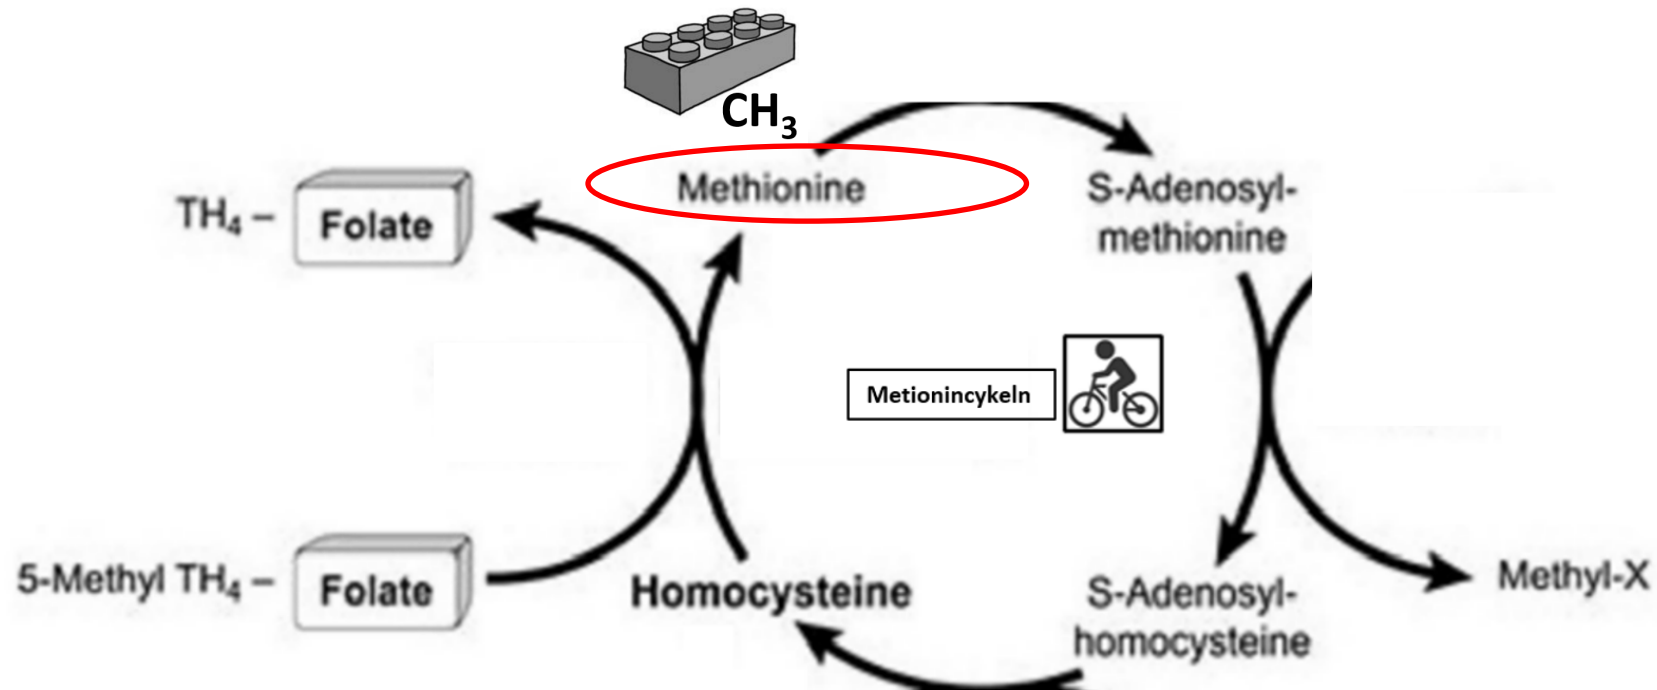 CH₃
Methionine
S-Adenosyl-
methionine
TH₄ –
Folate
Metionincykeln
5-Methyl TH₄ –
Folate
Homocysteine
S-Adenosyl-
homocysteine
Methyl-X